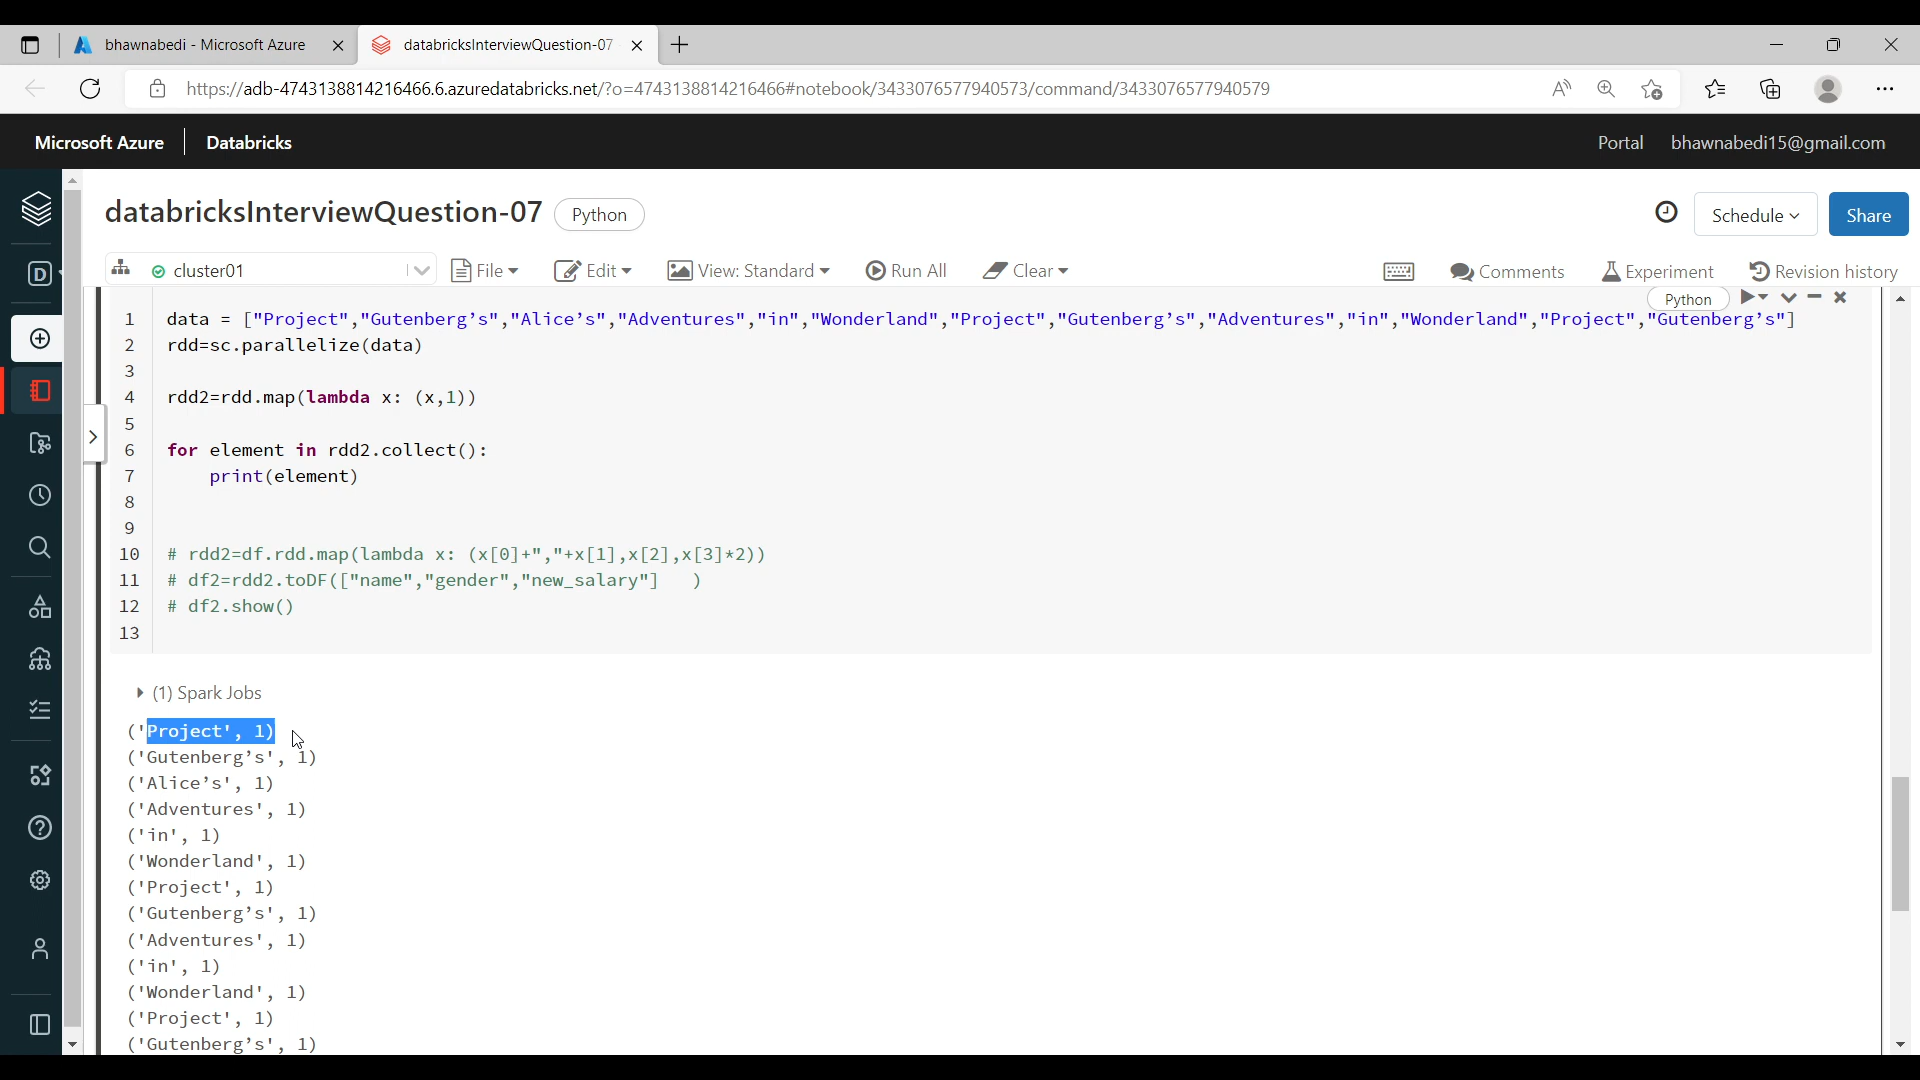 bhawnabedi - Microsoft Azure
databricksInterviewQuestion-07
https://adb-4743138814216466.6.azuredatabricks.net/?o=4743138814216466#notebook/3433076577940573/command/3433076577940579
Microsoft Azure | Databricks
Portal bhawnabedi15@gmail.com
databricksInterviewQuestion-07 Python
Schedule Share
D
cluster01 File Edit View: Standard Run All Clear Comments Experiment Revision history
Python
1 data = ["Project","Gutenberg’s","Alice’s","Adventures","in","Wonderland","Project","Gutenberg’s","Adventures","in","Wonderland","Project","Gutenberg’s"]
2 rdd=sc.parallelize(data)
3
4 rdd2=rdd.map(lambda x: (x,1))
5
6 for element in rdd2.collect():
7 print(element)
8
9
10 # rdd2=df.rdd.map(lambda x: (x[0]+","+x[1],x[2],x[3]*2))
11 # df2=rdd2.toDF(["name","gender","new_salary"] )
12 # df2.show()
13
(1) Spark Jobs
('Project', 1)
('Gutenberg’s', 1)
('Alice’s', 1)
('Adventures', 1)
('in', 1)
('Wonderland', 1)
('Project', 1)
('Gutenberg’s', 1)
('Adventures', 1)
('in', 1)
('Wonderland', 1)
('Project', 1)
('Gutenberg’s', 1)